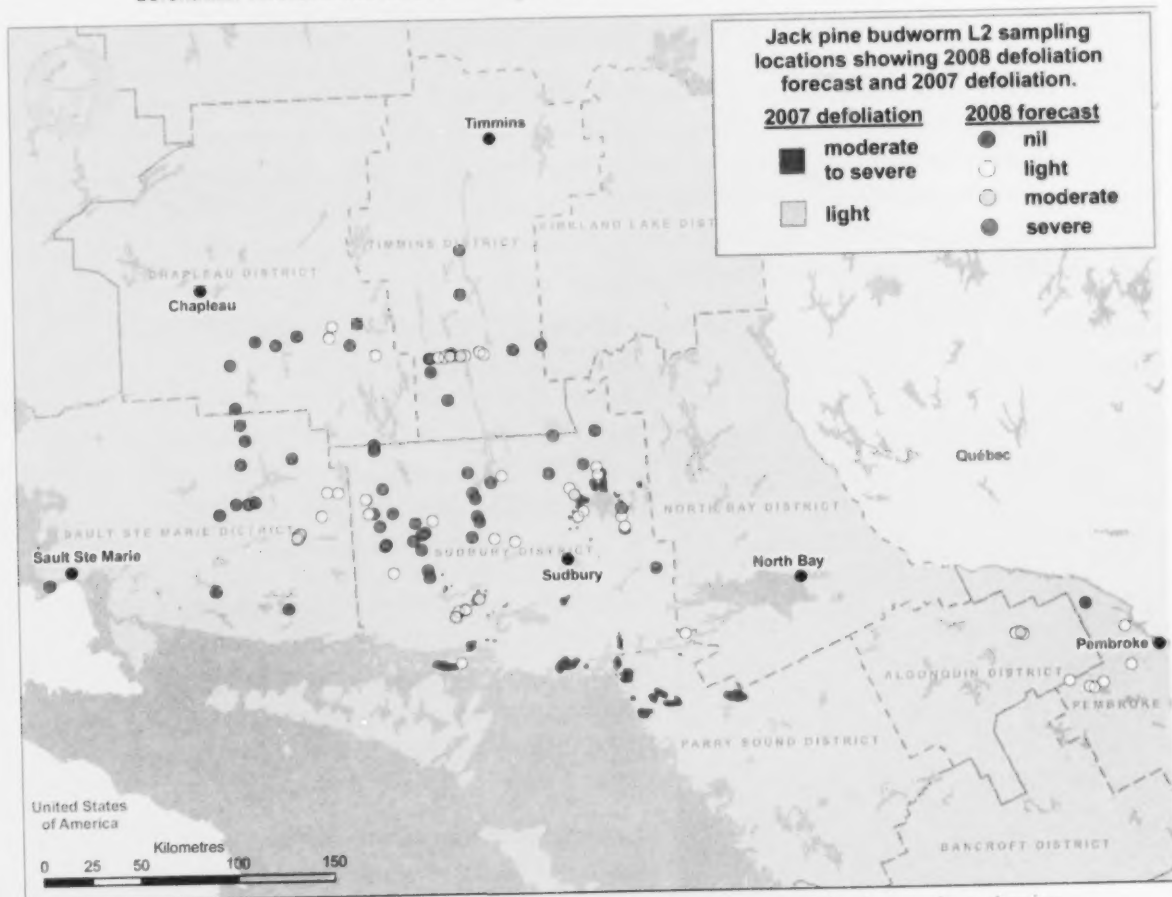 Jack pine budworm L2 sampling
locations showing 2008 defoliation
forecast and 2007 defoliation.
2007 defoliation
2008 forecast
moderate
to severe
light
nil
light
moderate
severe
Timmins
TIMMINS DISTRICT
KIRKLAND LAKE DIST
CHAPLEAU DISTRICT
Chapleau
Québec
NORTH BAY DISTRICT
SAULT STE MARIE DISTRICT
Sault Ste Marie
SUDBURY DISTRICT
Sudbury
North Bay
Pembroke
ALGONQUIN DISTRICT
PEMBROKE
PARRY SOUND DISTRICT
BANCROFT DISTRICT
United States
of America
Kilometres
0 25 50 100 150